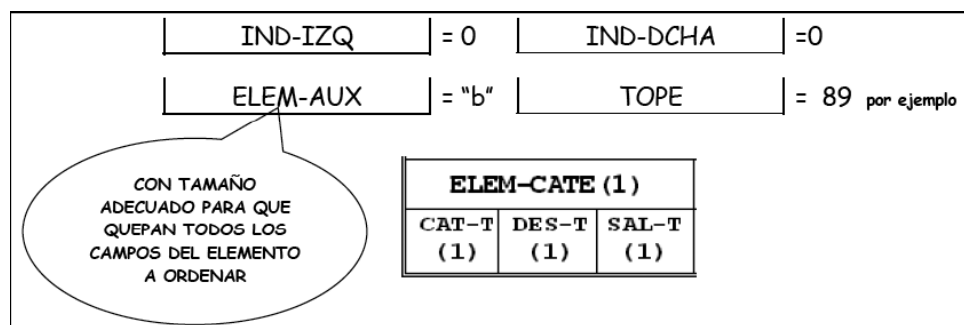 IND-IZQ = 0 IND-DCHA =0
ELEM-AUX = “b” TOPE = 89 por ejemplo
CON TAMAÑO
ADECUADO PARA QUE
QUEPAN TODOS LOS
CAMPOS DEL ELEMENTO
A ORDENAR
ELEM-CATE (1)
CAT-T DES-T SAL-T
(1) (1) (1)